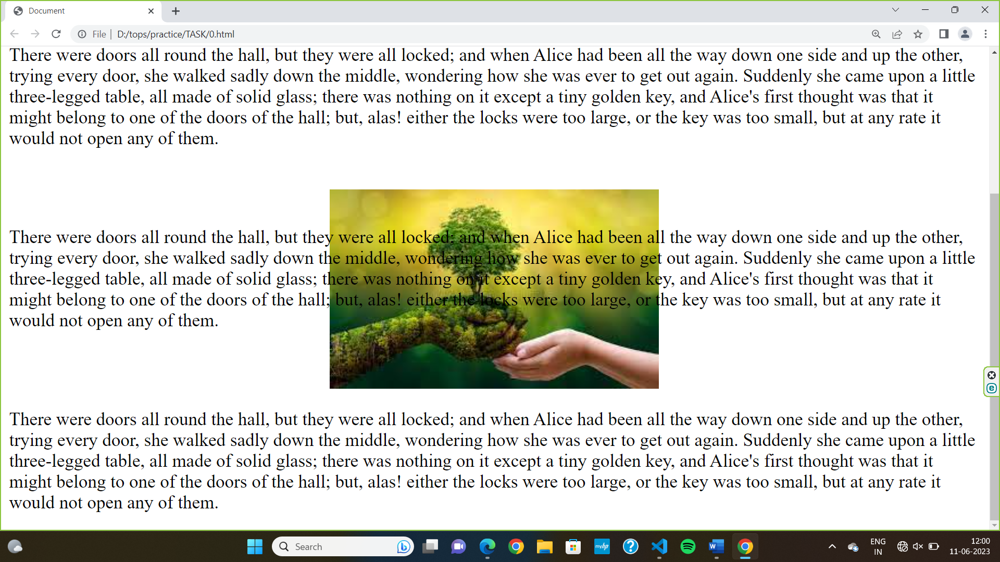 Document
File
D:/tops/practice/TASK/0.html
There were doors all round the hall, but they were all locked; and when Alice had been all the way down one side and up the other,
trying every door, she walked sadly down the middle, wondering how she was ever to get out again. Suddenly she came upon a little
three-legged table, all made of solid glass; there was nothing on it except a tiny golden key, and Alice's first thought was that it
might belong to one of the doors of the hall; but, alas! either the locks were too large, or the key was too small, but at any rate it
would not open any of them.
There were doors all round the hall, but they were all locked; and when Alice had been all the way down one side and up the other,
trying every door, she walked sadly down the middle, wondering how she was ever to get out again. Suddenly she came upon a little
three-legged table, all made of solid glass; there was nothing on it except a tiny golden key, and Alice's first thought was that it
might belong to one of the doors of the hall; but, alas! either the locks were too large, or the key was too small, but at any rate it
would not open any of them.
There were doors all round the hall, but they were all locked; and when Alice had been all the way down one side and up the other,
trying every door, she walked sadly down the middle, wondering how she was ever to get out again. Suddenly she came upon a little
three-legged table, all made of solid glass; there was nothing on it except a tiny golden key, and Alice's first thought was that it
might belong to one of the doors of the hall; but, alas! either the locks were too large, or the key was too small, but at any rate it
would not open any of them.
e
Search
myhp
W
ENG
IN
12:00
11-06-2023